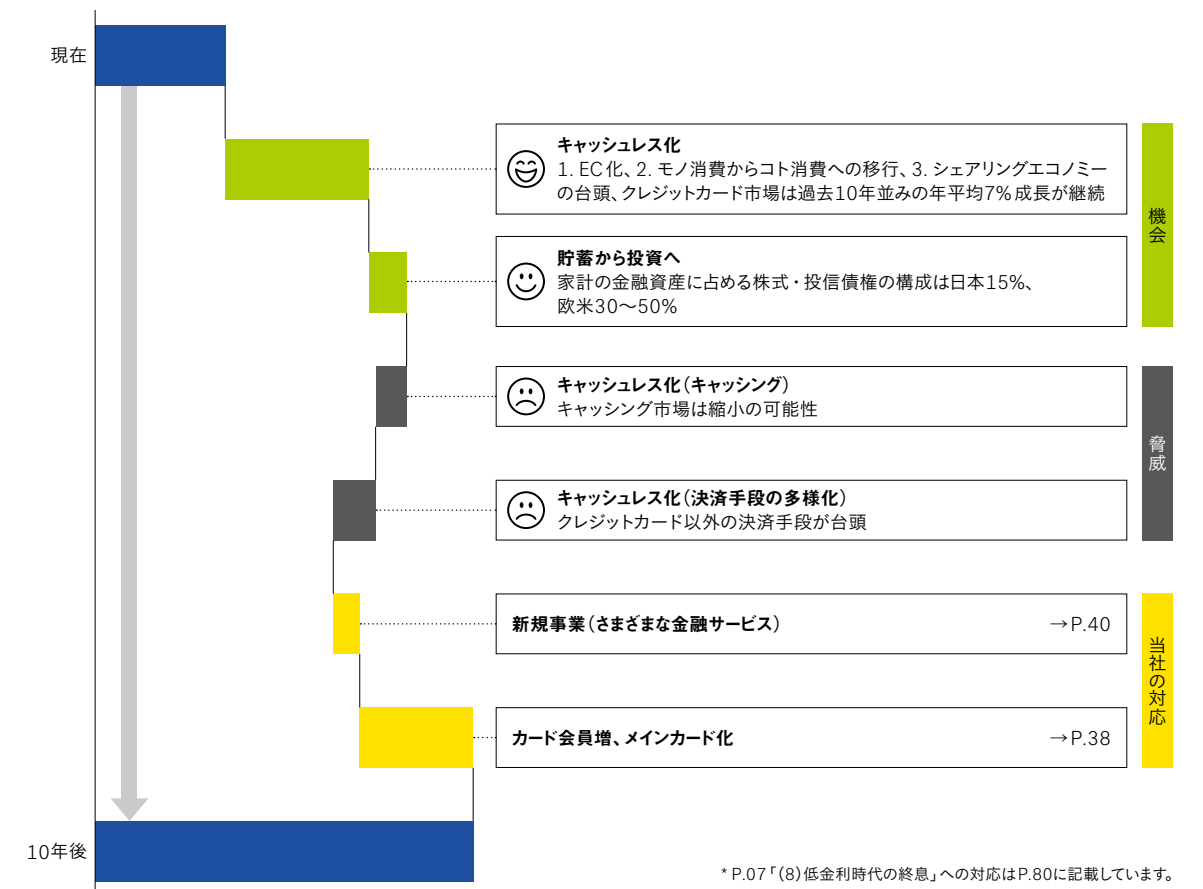 現在
キャッシュレス化
1. EC化、2. モノ消費からコト消費への移行、3. シェアリングエコノミー
の台頭、クレジットカード市場は過去10年並みの年平均7%成長が継続
機会
貯蓄から投資へ
家計の金融資産に占める株式・投信債権の構成は日本15%、
欧米30〜50%
キャッシュレス化(キャッシング)
キャッシング市場は縮小の可能性
脅威
キャッシュレス化(決済手段の多様化)
クレジットカード以外の決済手段が台頭
新規事業(さまざまな金融サービス) →P.40
当社の対応
カード会員増、メインカード化 →P.38
10年後
* P.07「(8)低金利時代の終息」への対応はP.80に記載しています。